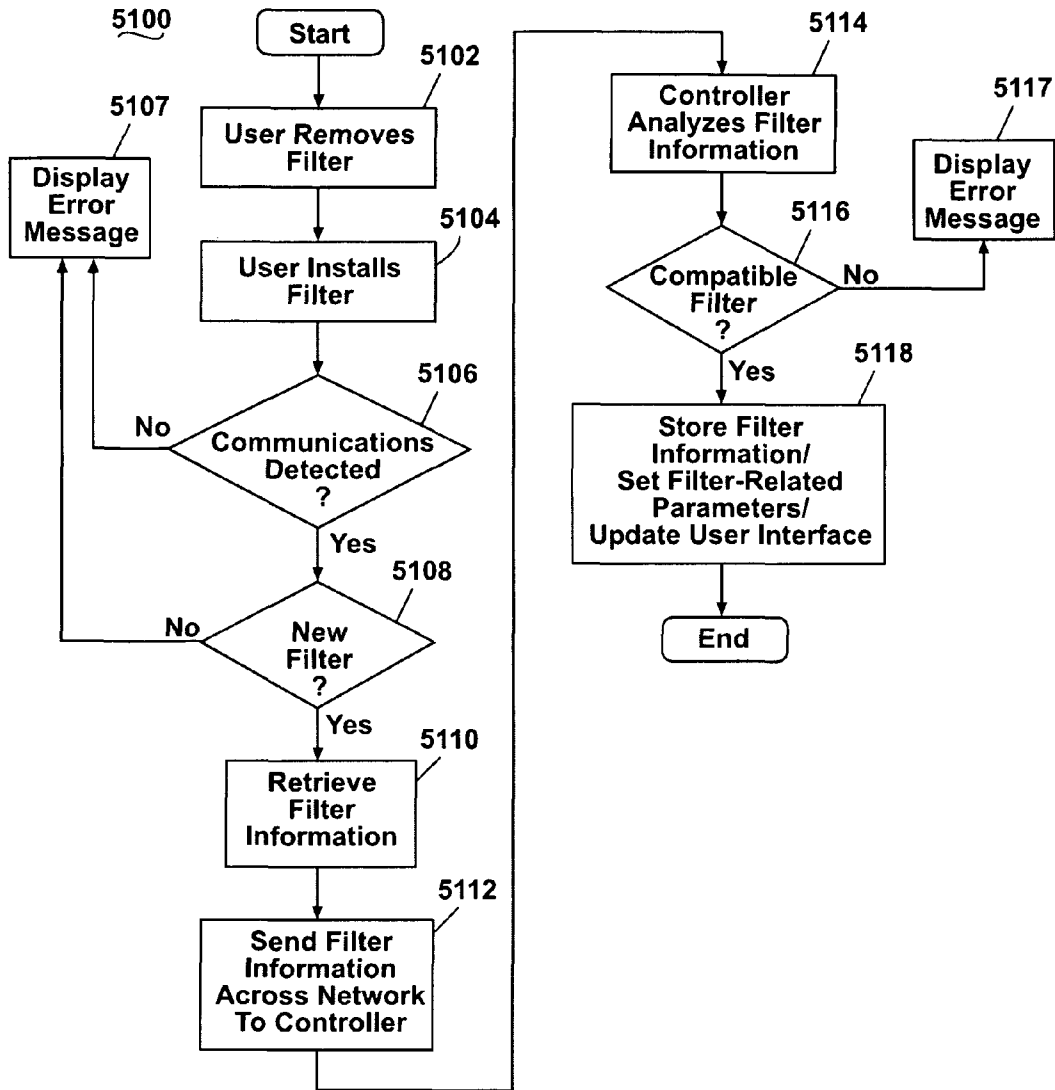 5100
Start
5102
User Removes
Filter
5107
Display
Error
Message
5104
User Installs
Filter
5106
Communications
Detected
?
No
Yes
5108
New
Filter
?
No
Yes
5110
Retrieve
Filter
Information
5112
Send Filter
Information
Across Network
To Controller
5114
Controller
Analyzes Filter
Information
5117
Display
Error
Message
5116
Compatible
Filter
?
No
Yes
5118
Store Filter
Information/
Set Filter-Related
Parameters/
Update User Interface
End